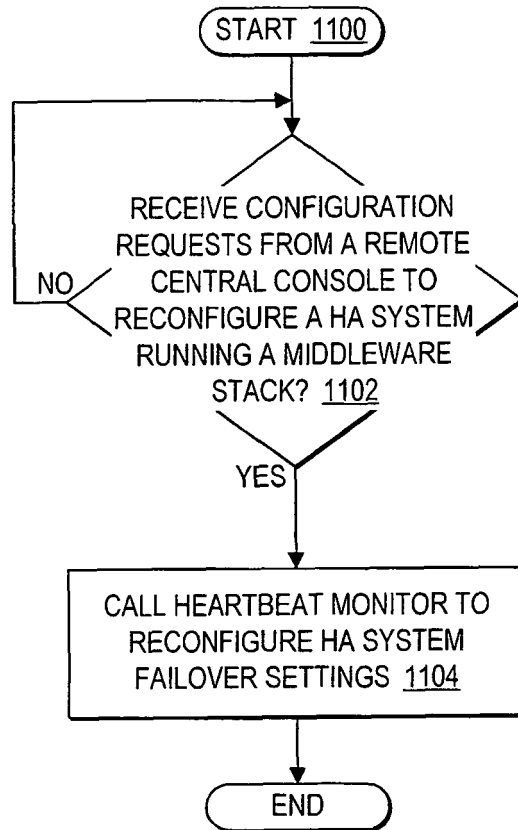 START 1100
RECEIVE CONFIGURATION
REQUESTS FROM A REMOTE
CENTRAL CONSOLE TO
NO
RECONFIGURE A HA SYSTEM
RUNNING A MIDDLEWARE
STACK? 1102
YES
CALL HEARTBEAT MONITOR TO
RECONFIGURE HA SYSTEM
FAILOVER SETTINGS 1104
END